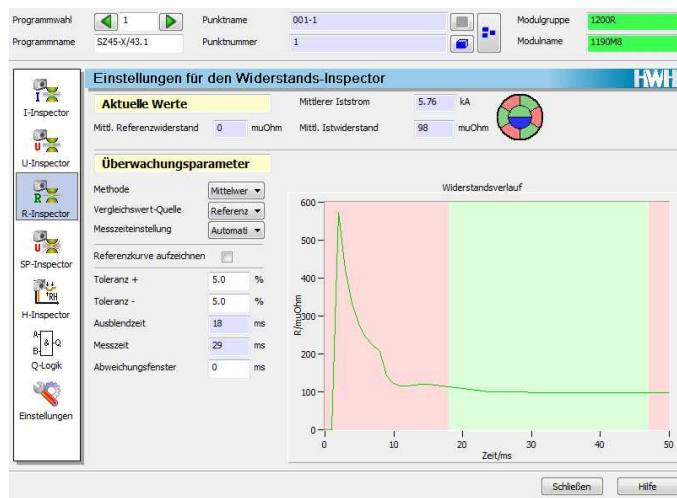 Programmwahl 1 Punktname 001-1 Modulgruppe 1200R
Programmname SZ45-X/43.1 Punktnummer 1 Modulname 1190M8
Einstellungen für den Widerstands-Inspector HWH
Aktuelle Werte Mittlerer Iststrom 5.76 kA
Mittl. Referenzwiderstand 0 muOhm Mittl. Istwiderstand 98 muOhm
Überwachungsparameter
Methode Mittelwer
Vergleichswert-Quelle Referenz
Messzeiteinstellung Automati
Referenzkurve aufzeichnen
Toleranz + 5.0 %
Toleranz - 5.0 %
Ausblendzeit 18 ms
Messzeit 29 ms
Abweichungsfenster 0 ms
I
I-Inspector
U
U-Inspector
R
R-Inspector
U
SP-Inspector
RH
H-Inspector
A
B
&
Q
Q-Logik
Einstellungen
Widerstandsverlauf
600
500
400
300
200
100
0
R/muOhm
0 10 20 30 40 50
Zeit/ms
Schließen Hilfe